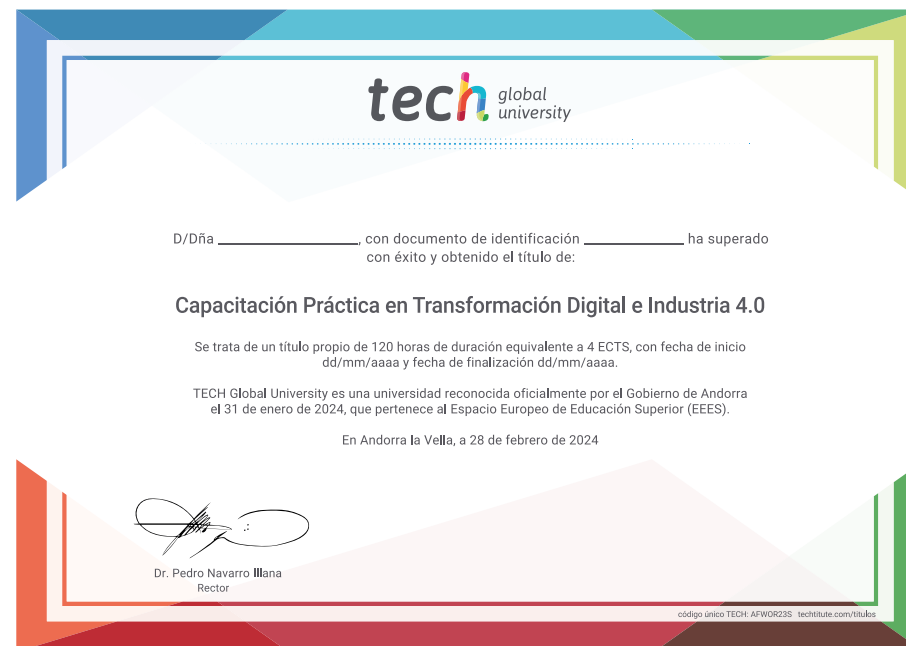 tech global university
D/Dña ____________________, con documento de identificación ______________ ha superado
con éxito y obtenido el título de:
Capacitación Práctica en Transformación Digital e Industria 4.0
Se trata de un título propio de 120 horas de duración equivalente a 4 ECTS, con fecha de inicio
dd/mm/aaaa y fecha de finalización dd/mm/aaaa.
TECH Global University es una universidad reconocida oficialmente por el Gobierno de Andorra
el 31 de enero de 2024, que pertenece al Espacio Europeo de Educación Superior (EEES).
En Andorra la Vella, a 28 de febrero de 2024
Dr. Pedro Navarro Illana
Rector
código único TECH: AFWOR23S techtitute.com/titulos